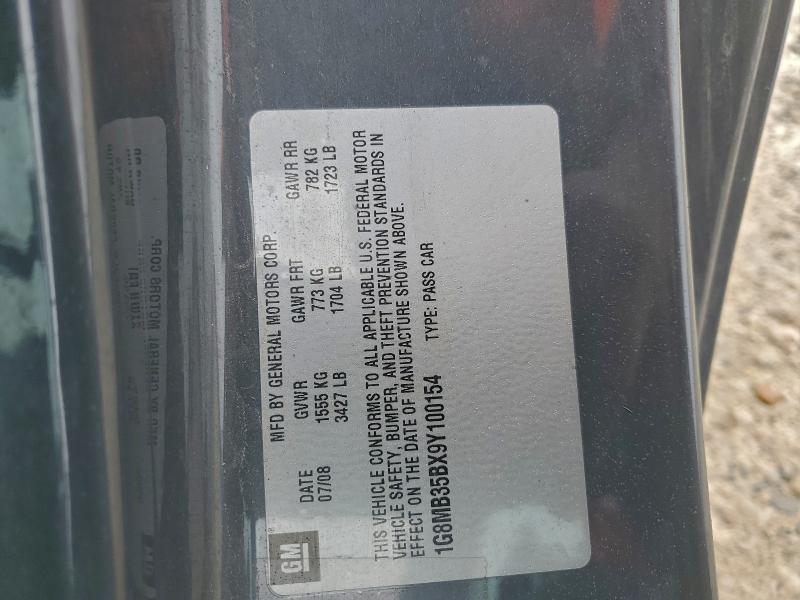 GM
MFD BY GENERAL MOTORS CORP.
DATE GVWR GAWR FRT GAWR RR
07/08 1555 KG 773 KG 782 KG
3427 LB 1704 LB 1723 LB
THIS VEHICLE CONFORMS TO ALL APPLICABLE U.S. FEDERAL MOTOR
VEHICLE SAFETY, BUMPER, AND THEFT PREVENTION STANDARDS IN
EFFECT ON THE DATE OF MANUFACTURE SHOWN ABOVE.
1G8MB35BX9Y100154 TYPE: PASS CAR